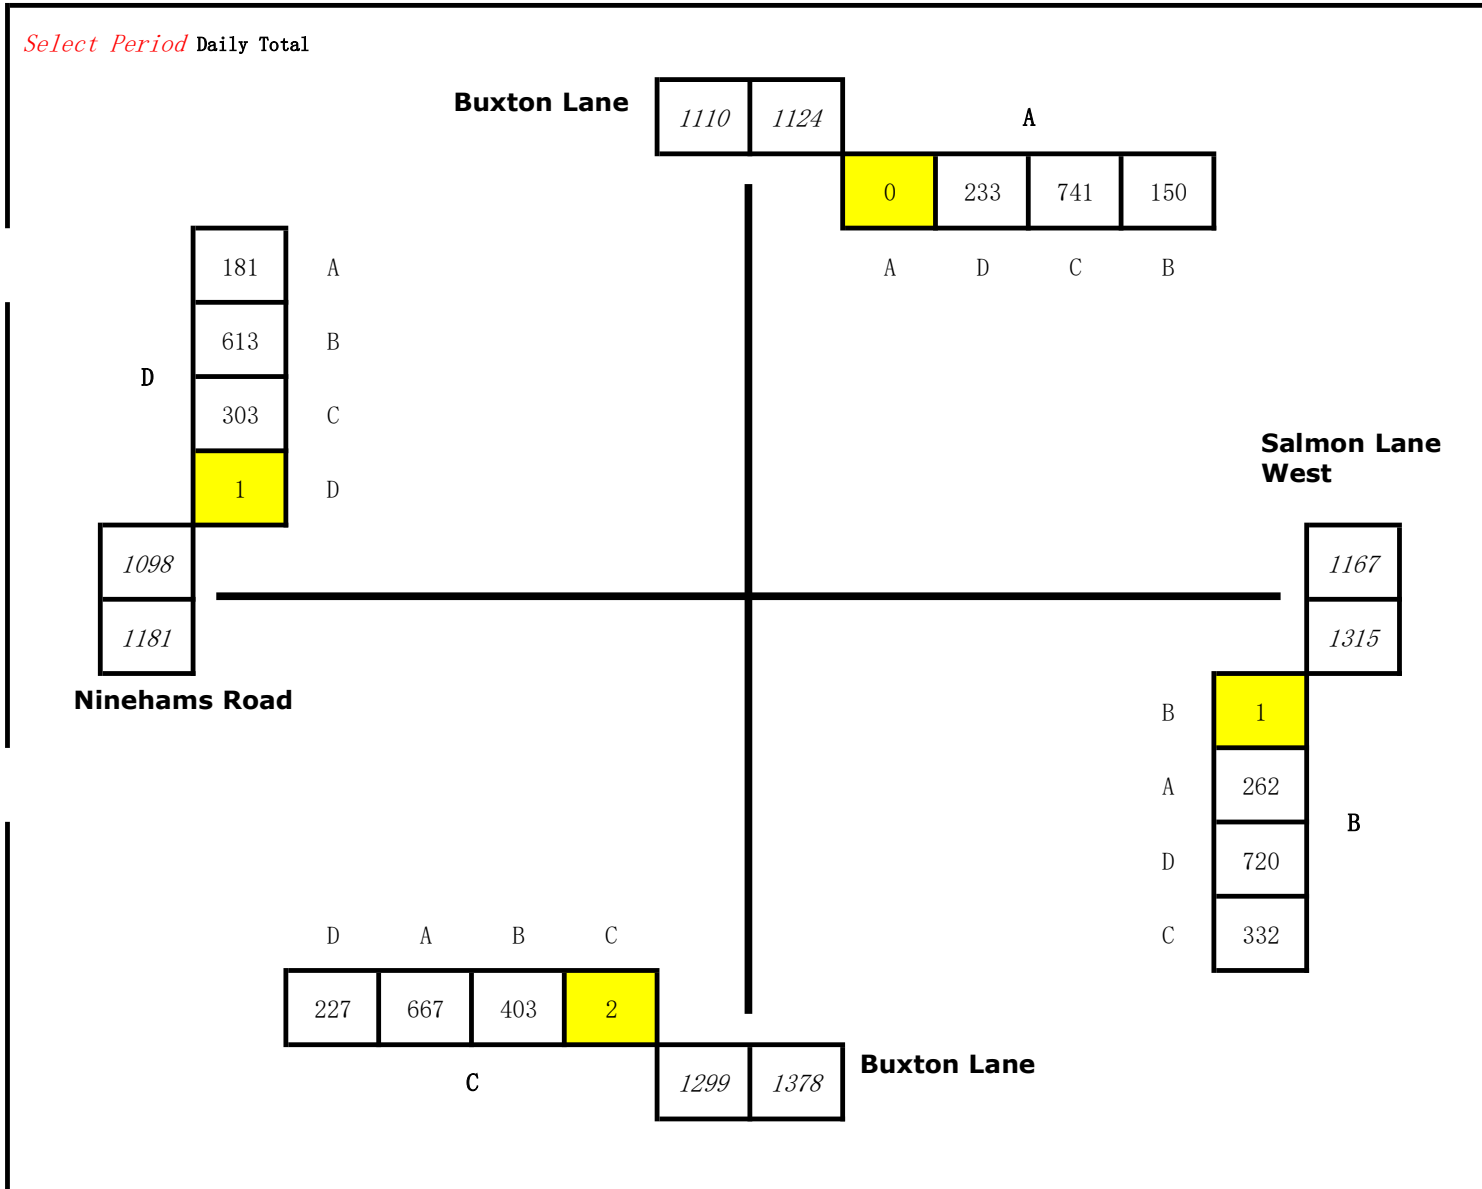 Select Period Daily Total
Buxton Lane
1110 1124
A
0 233 741 150
A D C B
181 A
613 B
D
303 C
1 D
Salmon Lane
West
1098
1181
Ninehams Road
1167
1315
B 1
A 262
B
D 720
C 332
D A B C
227 667 403 2
C
1299 1378
Buxton Lane